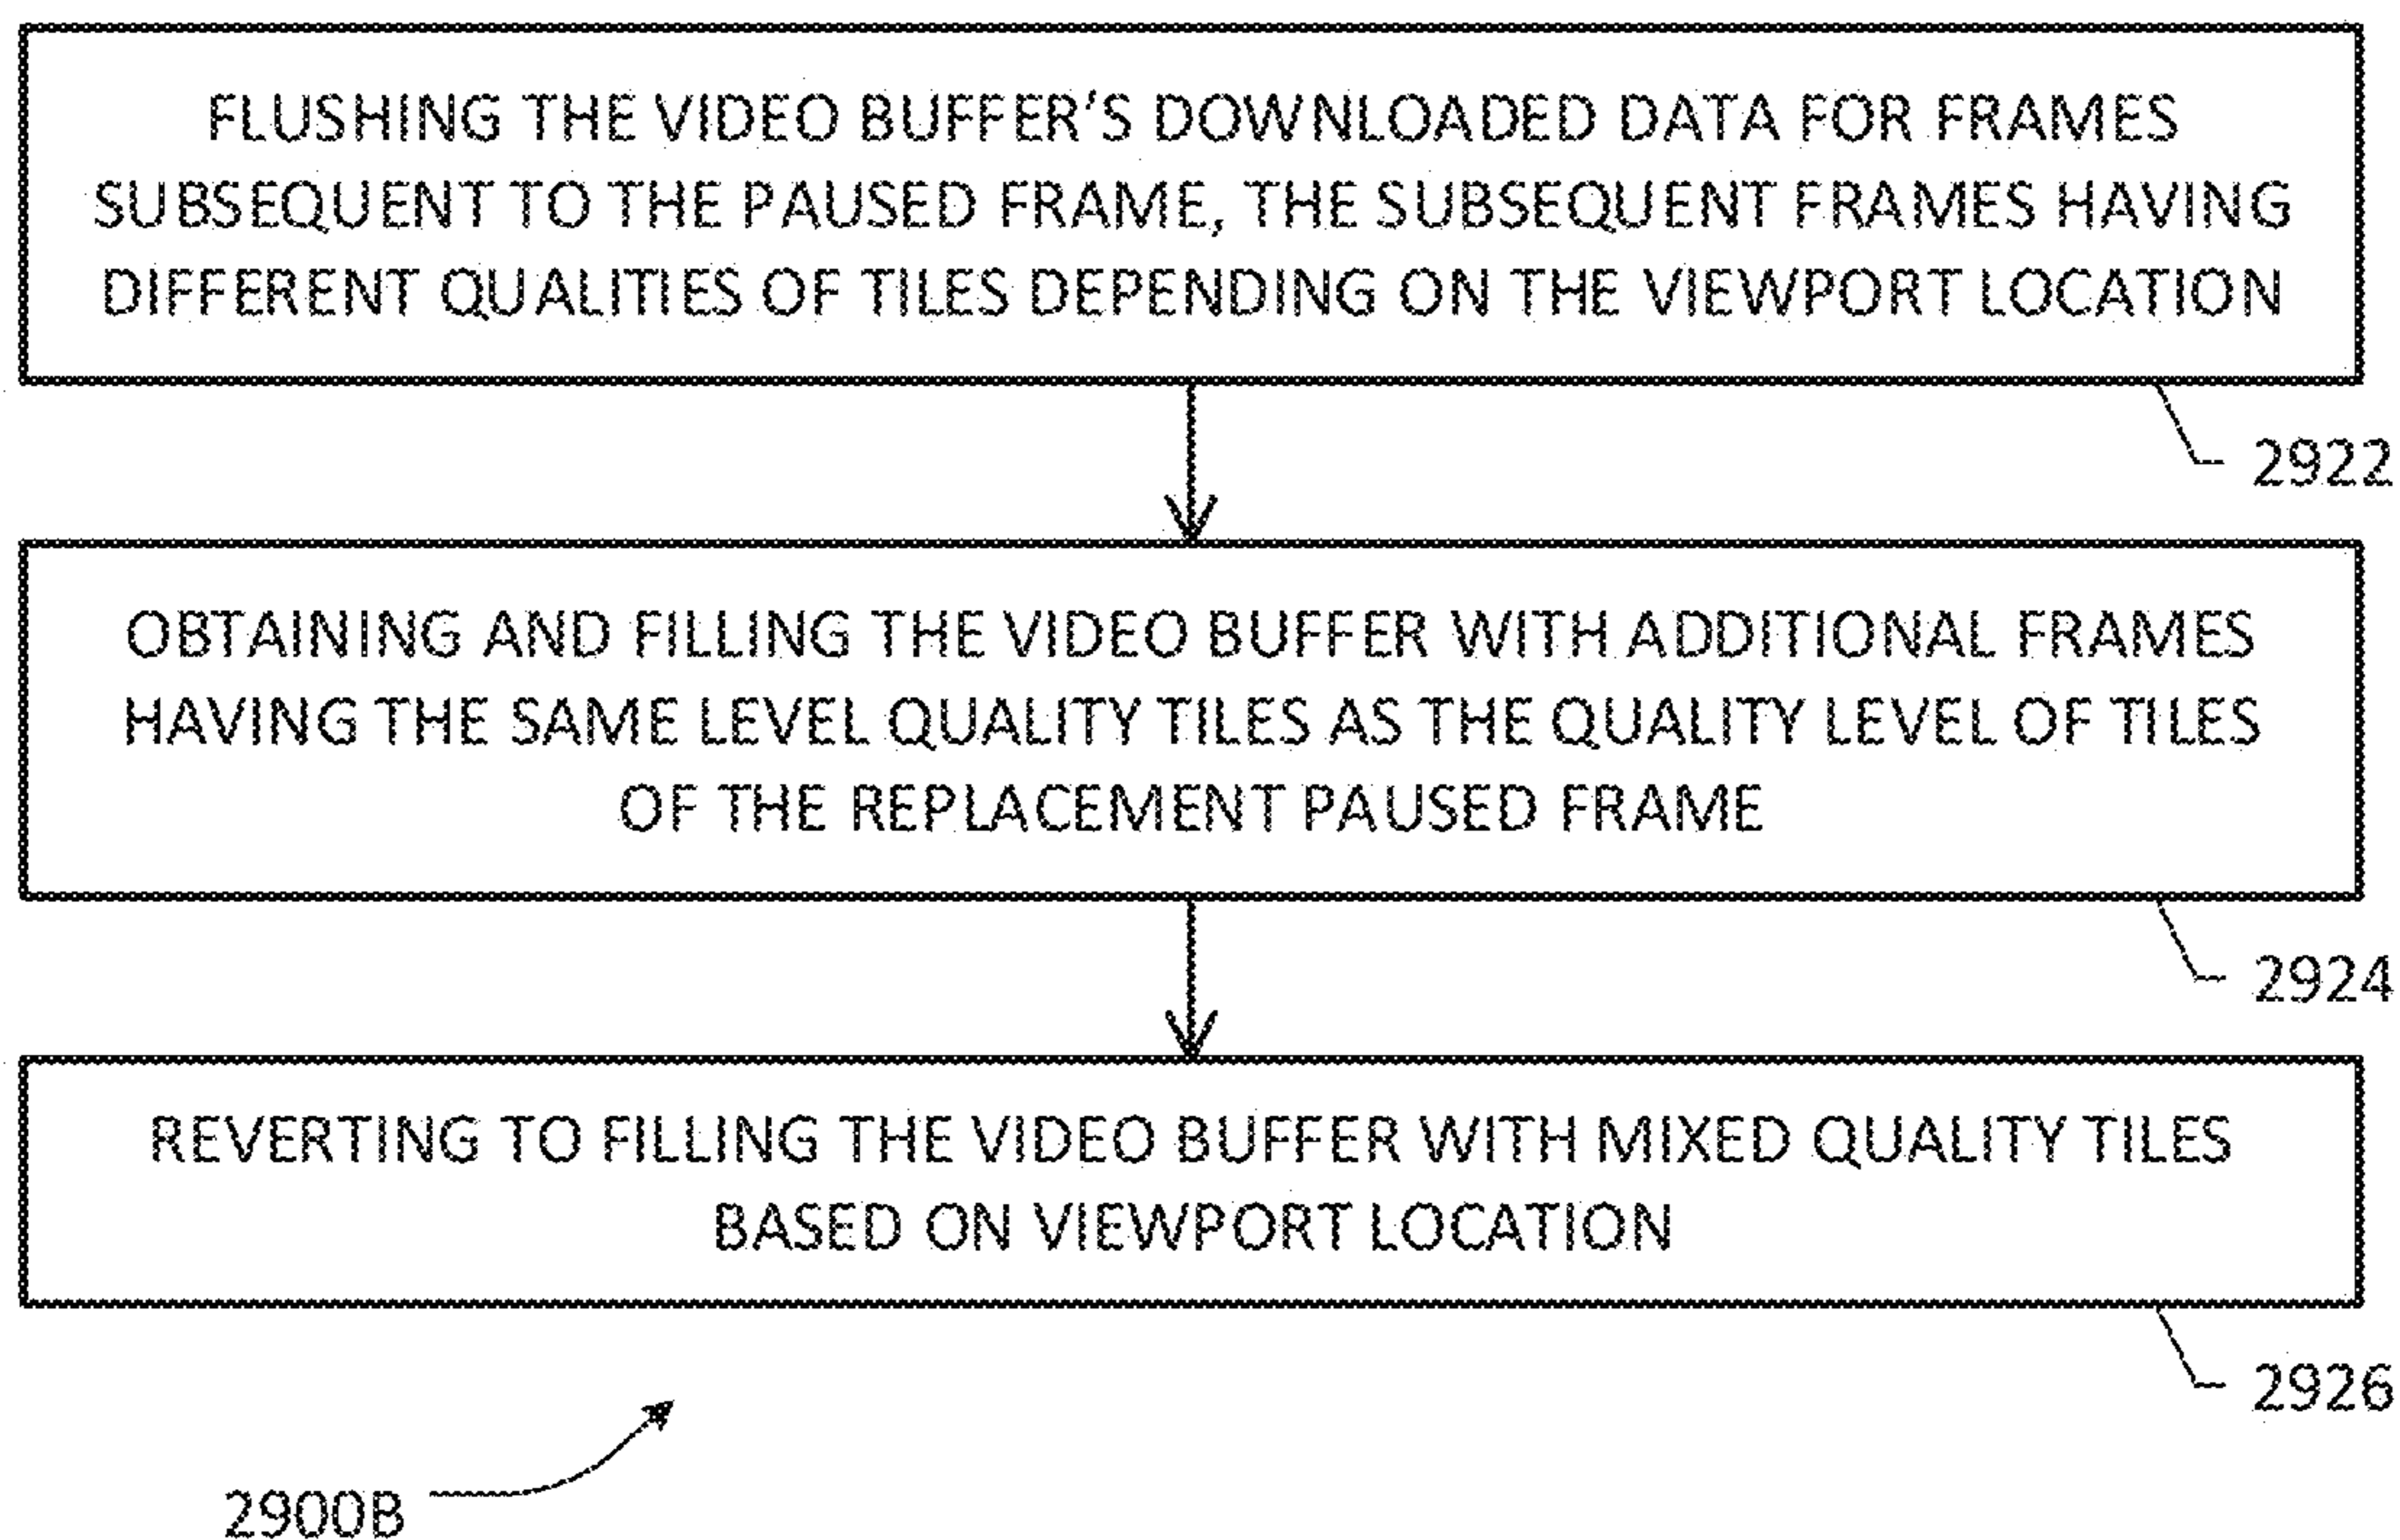 FLUSHING THE VIDEO BUFFER'S DOWNLOADED DATA FOR FRAMES
SUBSEQUENT TO THE PAUSED FRAME, THE SUBSEQUENT FRAMES HAVING
DIFFERENT QUALITIES OF TILES DEPENDING ON THE VIEWPORT LOCATION
2922
OBTAINING AND FILLING THE VIDEO BUFFER WITH ADDITIONAL FRAMES
HAVING THE SAME LEVEL QUALITY TILES AS THE QUALITY LEVEL OF TILES
OF THE REPLACEMENT PAUSED FRAME
2924
REVERTING TO FILLING THE VIDEO BUFFER WITH MIXED QUALITY TILES
BASED ON VIEWPORT LOCATION
2926
2900B